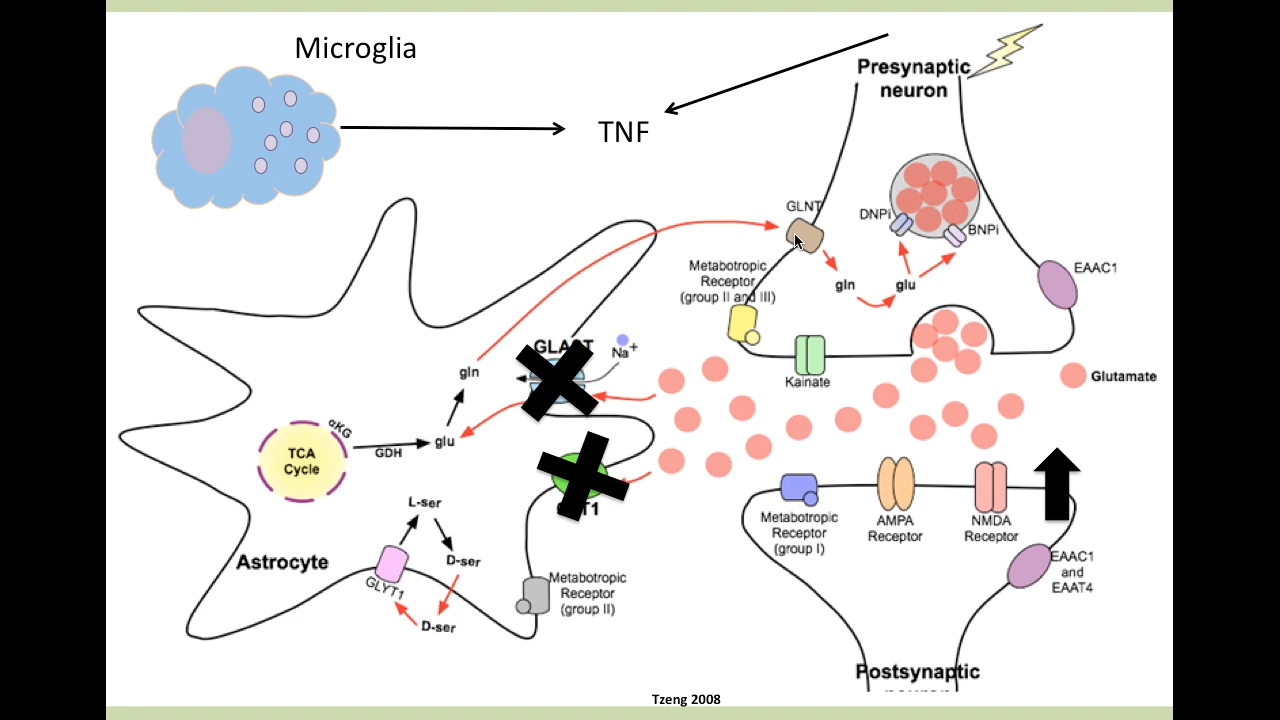 Microglia
TNF
Presynaptic
neuron
GLNT
DNPi
BNPi
gln
glu
EAAC1
Metabotropic
Receptor
(group II and III)
Kainate
Na+
gln
Glutamate
αKG
TCA
Cycle
GDH
glu
L-ser
D-ser
D-ser
GLYT1
Astrocyte
Metabotropic
Receptor
(group II)
Metabotropic
Receptor
(group I)
AMPA
Receptor
NMDA
Receptor
EAAC1
and
EAAT4
Postsynaptic
Tzeng 2008